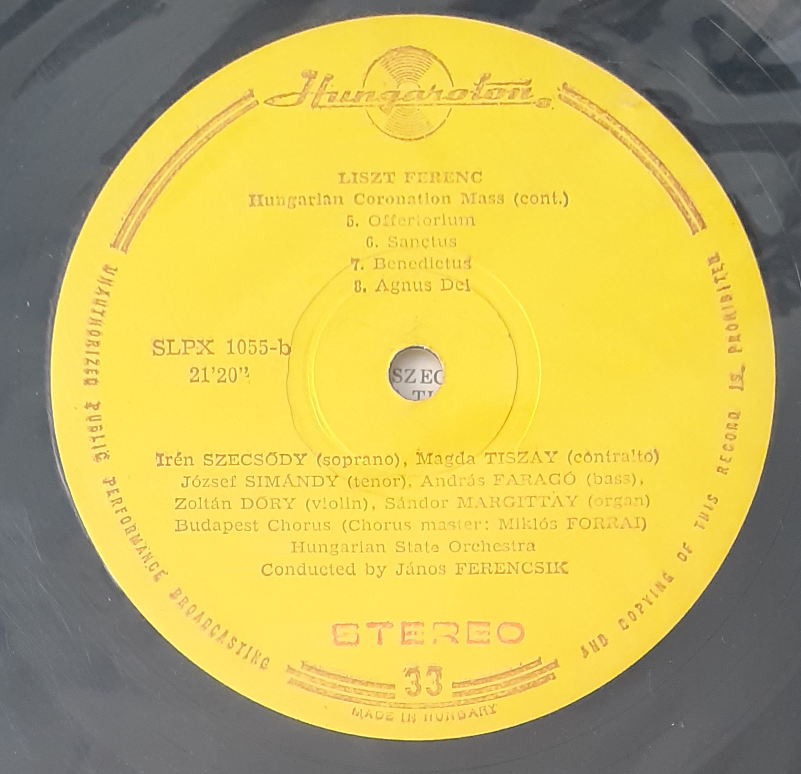 Hungaroton
LISZT FERENC
Hungarian Coronation Mass (cont.)
5. Offertorium
6. Sanctus
7. Benedictus
8. Agnus Dei
SLPX 1055-b
21'20"
SZEC
TI
Irén SZECSŐDY (soprano), Magda TISZAY (contralto)
József SIMÁNDY (tenor), András FARAGÓ (bass),
Zoltán DŐRY (violin), Sándor MARGITTAY (organ)
Budapest Chorus (Chorus master: Miklós FORRAI)
Hungarian State Orchestra
Conducted by János FERENCSIK
STEREO
33
MADE IN HUNGARY
UNAUTHORIZED PUBLIC PERFORMANCE BROADCASTING AND COPYING OF THIS RECORD IS PROHIBITED